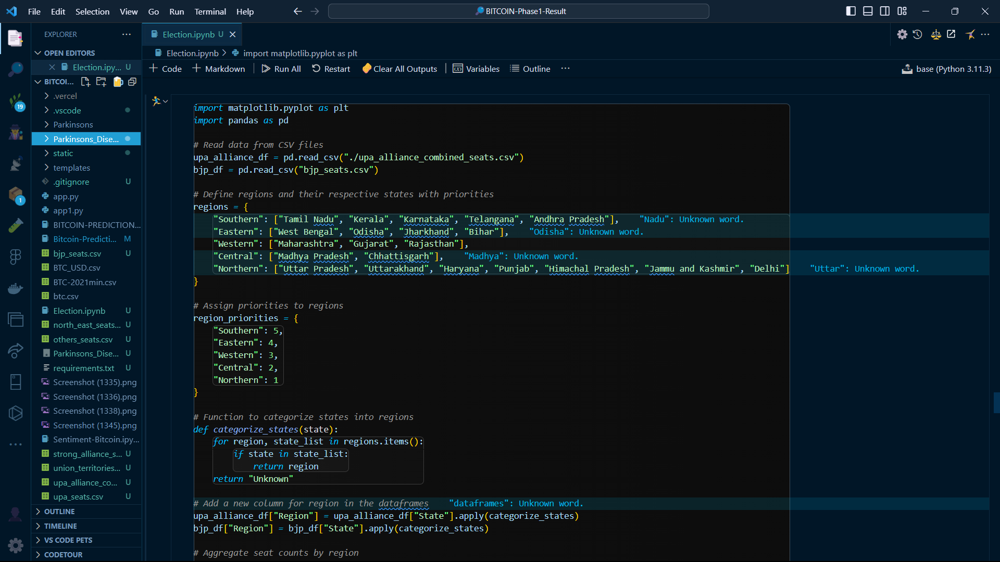 File Edit Selection View Go Run Terminal Help
BITCOIN-Phase1-Result
EXPLORER
OPEN EDITORS
Election.ipy... U
BITCOI...
.vercel
.vscode
Parkinsons
Parkinsons_Dise...
static
templates
.gitignore U
app.py
app1.py
BITCOIN-PREDICTION...
Bitcoin-Predicti... M
bjp_seats.csv U
BTC_USD.csv
BTC-2021min.csv
btc.csv
Election.ipynb U
north_east_seats... U
others_seats.csv U
Parkinsons_Dise... U
requirements.txt U
Screenshot (1335).png
Screenshot (1336).png
Screenshot (1338).png
Screenshot (1345).png
Sentiment-Bitcoin.ipy...
strong_alliance_s... U
union_territories... U
upa_alliance_co... U
upa_seats.csv U
OUTLINE
TIMELINE
VS CODE PETS
CODETOUR
19
1
Election.ipynb U
Election.ipynb > import matplotlib.pyplot as plt
+ Code + Markdown Run All Restart Clear All Outputs Variables Outline ...
base (Python 3.11.3)
import matplotlib.pyplot as plt
import pandas as pd
# Read data from CSV files
upa_alliance_df = pd.read_csv("./upa_alliance_combined_seats.csv")
bjp_df = pd.read_csv("bjp_seats.csv")
# Define regions and their respective states with priorities
regions = {
"Southern": ["Tamil Nadu", "Kerala", "Karnataka", "Telangana", "Andhra Pradesh"], "Nadu": Unknown word.
"Eastern": ["West Bengal", "Odisha", "Jharkhand", "Bihar"], "Odisha": Unknown word.
"Western": ["Maharashtra", "Gujarat", "Rajasthan"],
"Central": ["Madhya Pradesh", "Chhattisgarh"], "Madhya": Unknown word.
"Northern": ["Uttar Pradesh", "Uttarakhand", "Haryana", "Punjab", "Himachal Pradesh", "Jammu and Kashmir", "Delhi"] "Uttar": Unknown word.
}
# Assign priorities to regions
region_priorities = {
"Southern": 5,
"Eastern": 4,
"Western": 3,
"Central": 2,
"Northern": 1
}
# Function to categorize states into regions
def categorize_states(state):
for region, state_list in regions.items():
if state in state_list:
return region
return "Unknown"
# Add a new column for region in the dataframes "dataframes": Unknown word.
upa_alliance_df["Region"] = upa_alliance_df["State"].apply(categorize_states)
bjp_df["Region"] = bjp_df["State"].apply(categorize_states)
# Aggregate seat counts by region